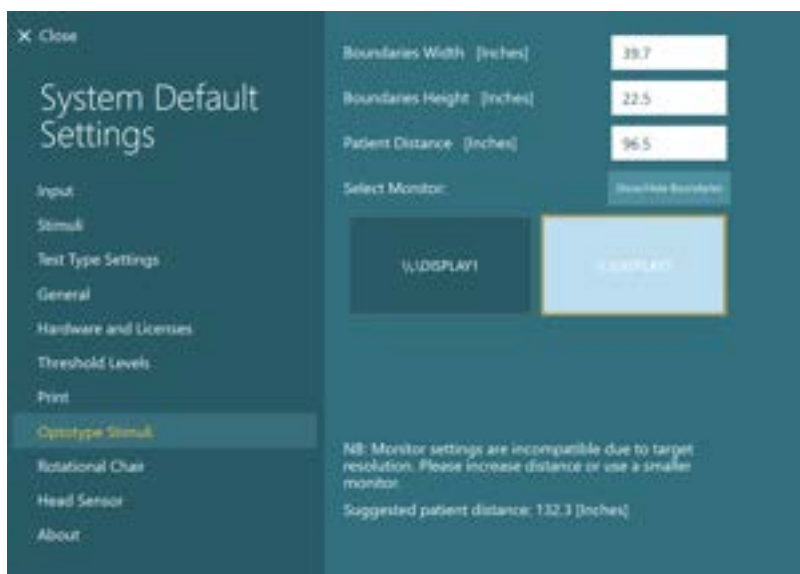 × Close
System Default
Settings
Input
Stimuli
Test Type Settings
General
Hardware and Licenses
Threshold Levels
Print
Optotype Stimuli
Rotational Chair
Head Sensor
About
Boundaries Width [Inches] 39.7
Boundaries Height [Inches] 22.5
Patient Distance [Inches] 96.5
Select Monitor: Show/Hide Boundaries
\\.\DISPLAY1
NB: Monitor settings are incompatible due to target
resolution. Please increase distance or use a smaller
monitor.
Suggested patient distance: 132.3 [Inches]